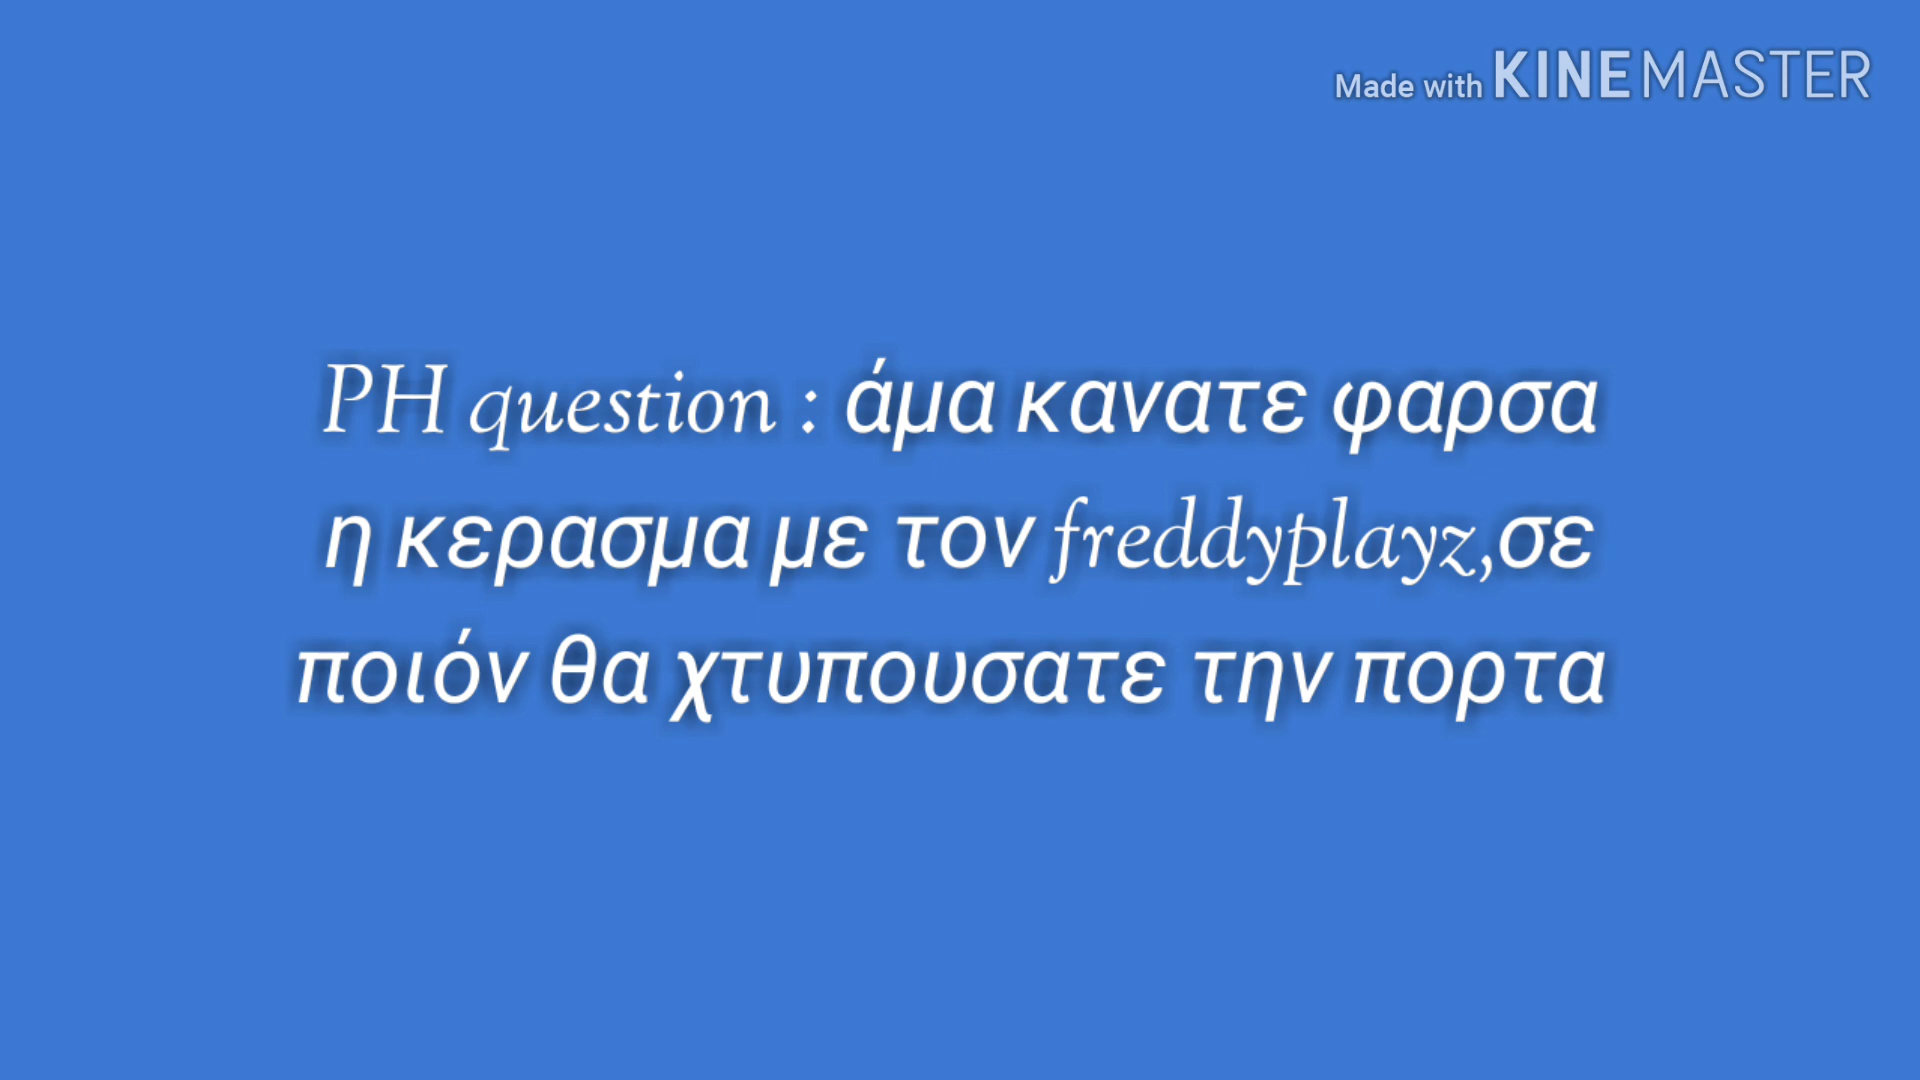 Made with KINEMASTER
PH question : άμα κανατε φαρσα
η κερασμα με τον freddyplayz,σε
ποιόν θα χτυπουσατε την πορτα